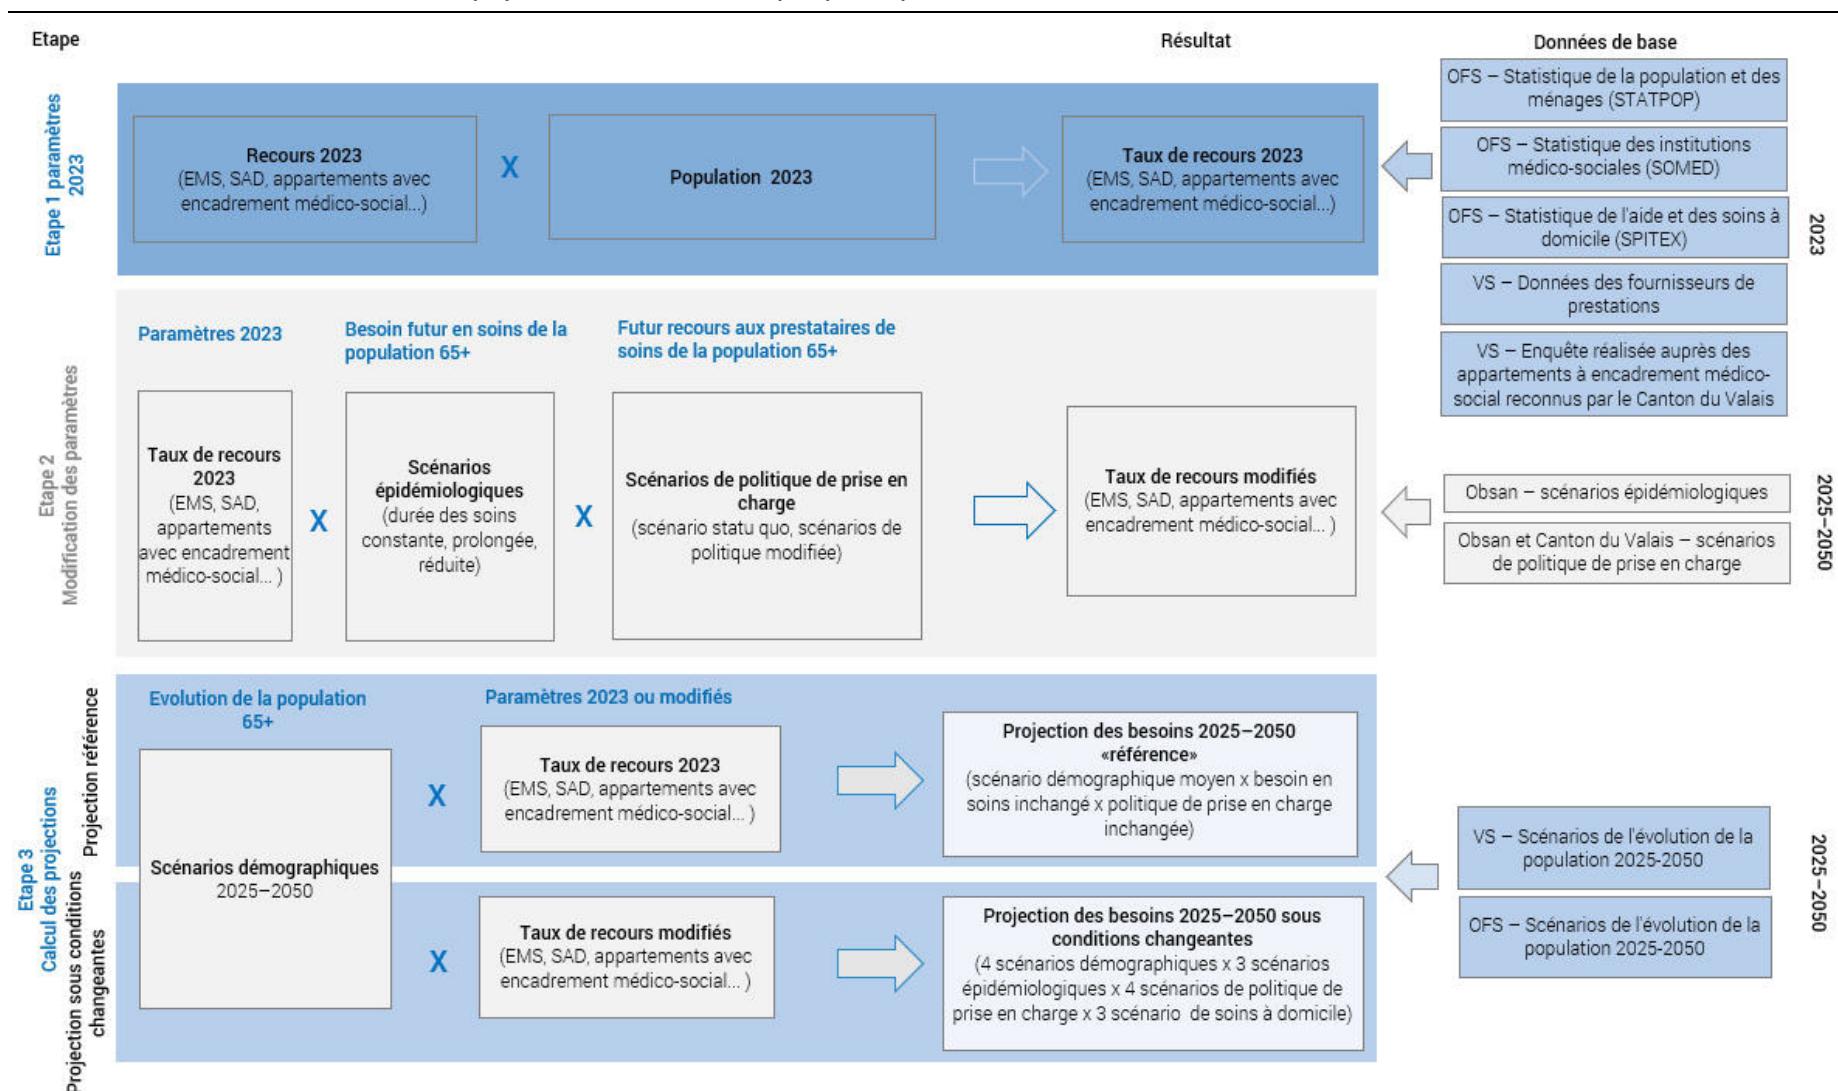 Etape
Résultat
Données de base
Etape 1 paramètres
2023
Recours 2023
(EMS, SAD, appartements avec
encadrement médico-social...)
X
Population 2023
Taux de recours 2023
(EMS, SAD, appartements avec
encadrement médico-social...)
OFS – Statistique de la population et des
ménages (STATPOP)
OFS – Statistique des institutions
médico-sociales (SOMED)
OFS – Statistique de l'aide et des soins à
domicile (SPITEX)
VS – Données des fournisseurs de
prestations
VS – Enquête réalisée auprès des
appartements à encadrement médico-
social reconnus par le Canton du Valais
2023
Etape 2
Modification des paramètres
Paramètres 2023
Besoin futur en soins de la
population 65+
Futur recours aux prestataires de
soins de la population 65+
Taux de recours
2023
(EMS, SAD,
appartements
avec encadrement
médico-social... )
X
Scénarios
épidémiologiques
(durée des soins
constante, prolongée,
réduite)
X
Scénarios de politique de prise en
charge
(scénario statu quo, scénarios de
politique modifiée)
Taux de recours modifiés
(EMS, SAD, appartements avec
encadrement médico-social... )
Obsan – scénarios épidémiologiques
Obsan et Canton du Valais – scénarios
de politique de prise en charge
2025–2050
Etape 3
Calcul des projections
Projection référence
Projection sous conditions
changeantes
Evolution de la population
65+
Paramètres 2023 ou modifiés
Scénarios démographiques
2025–2050
X
Taux de recours 2023
(EMS, SAD, appartements avec
encadrement médico-social... )
Projection des besoins 2025–2050
«référence»
(scénario démographique moyen x besoin en
soins inchangé x politique de prise en charge
inchangée)
X
Taux de recours modifiés
(EMS, SAD, appartements avec
encadrement médico-social... )
Projection des besoins 2025–2050 sous
conditions changeantes
(4 scénarios démographiques x 3 scénarios
épidémiologiques x 4 scénarios de politique de
prise en charge x 3 scénario de soins à domicile)
VS – Scénarios de l'évolution de la
population 2025-2050
OFS – Scénarios de l'évolution de la
population 2025-2050
2025–2050